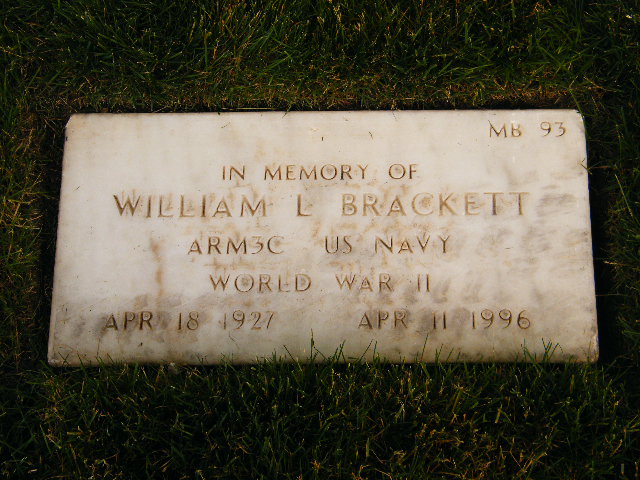 MB 93
IN MEMORY OF
WILLIAM L BRACKETT
ARM3C US NAVY
WORLD WAR II
APR 18 1927 APR 11 1996